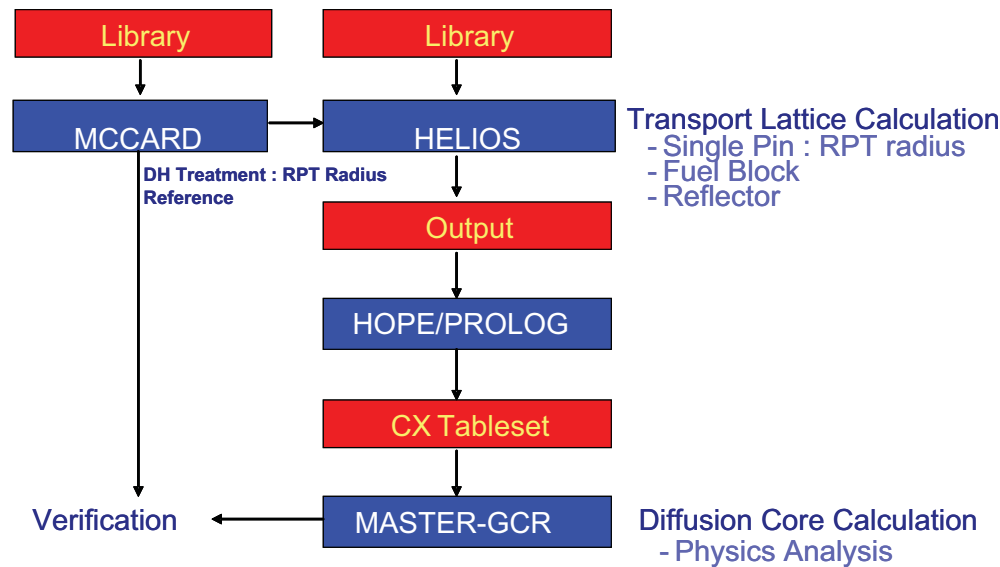 Library
Library
MCCARD
HELIOS
Transport Lattice Calculation
- Single Pin : RPT radius
- Fuel Block
- Reflector
DH Treatment : RPT Radius
Reference
Output
HOPE/PROLOG
CX Tableset
Verification
MASTER-GCR
Diffusion Core Calculation
- Physics Analysis